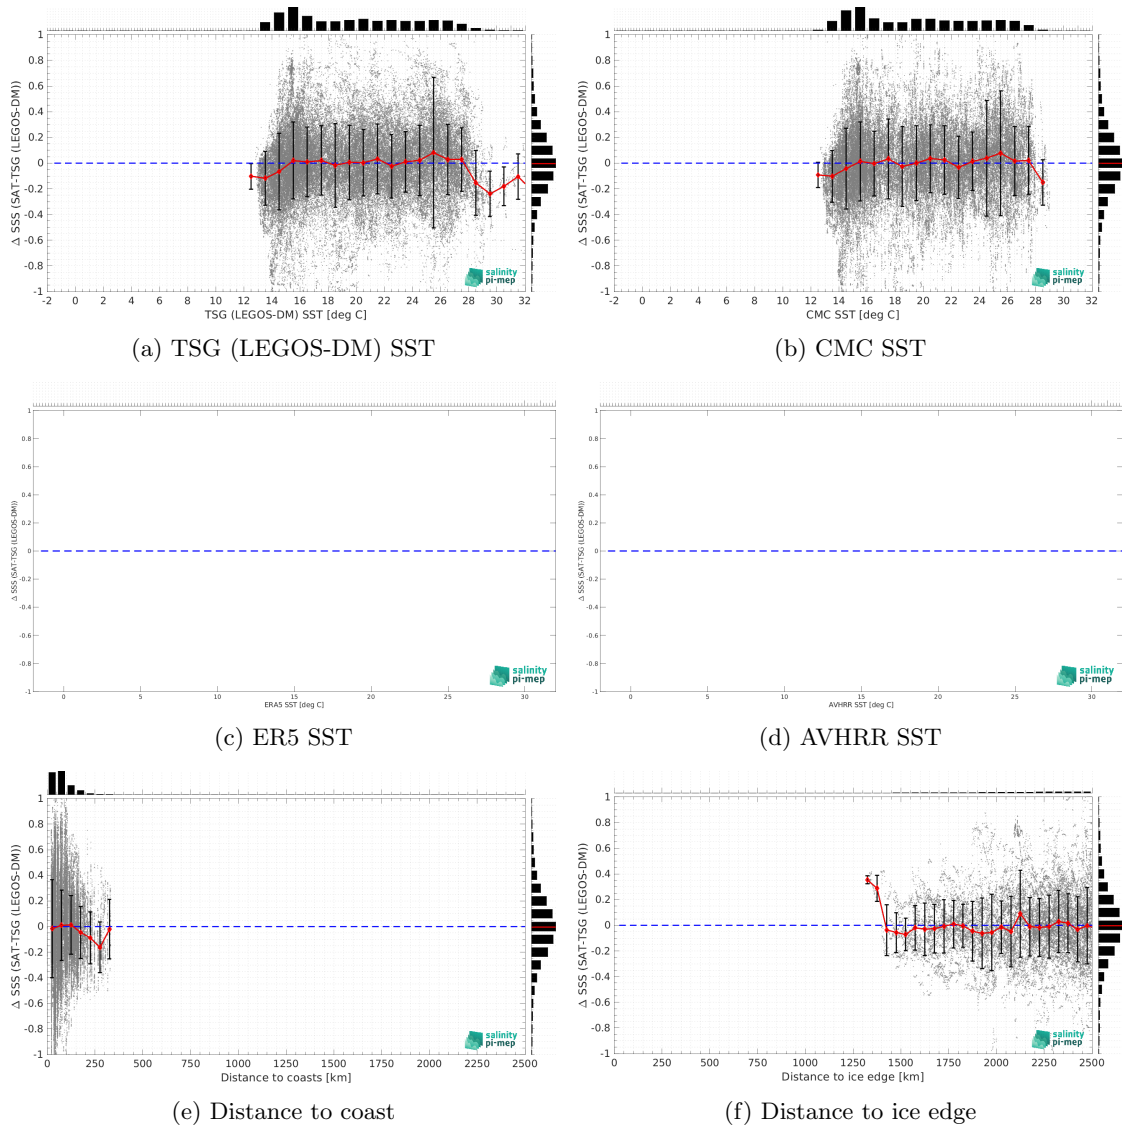 1
0.8
0.6
0.4
0.2
0
-0.2
-0.4
-0.6
-0.8
-1
Δ SSS (SAT-TSG (LEGOS-DM))
-2 0 2 4 6 8 10 12 14 16 18 20 22 24 26 28 30 32
TSG (LEGOS-DM) SST [deg C]
salinity
pi-mep
(a) TSG (LEGOS-DM) SST
1
0.8
0.6
0.4
0.2
0
-0.2
-0.4
-0.6
-0.8
-1
Δ SSS (SAT-TSG (LEGOS-DM))
-2 0 2 4 6 8 10 12 14 16 18 20 22 24 26 28 30 32
CMC SST [deg C]
salinity
pi-mep
(b) CMC SST
1
0.8
0.6
0.4
0.2
0
-0.2
-0.4
-0.6
-0.8
-1
Δ SSS (SAT-TSG (LEGOS-DM))
0 5 10 15 20 25 30
ERA5 SST [deg C]
salinity
pi-mep
(c) ER5 SST
1
0.8
0.6
0.4
0.2
0
-0.2
-0.4
-0.6
-0.8
-1
Δ SSS (SAT-TSG (LEGOS-DM))
0 5 10 15 20 25 30
AVHRR SST [deg C]
salinity
pi-mep
(d) AVHRR SST
1
0.8
0.6
0.4
0.2
0
-0.2
-0.4
-0.6
-0.8
-1
Δ SSS (SAT-TSG (LEGOS-DM))
0 250 500 750 1000 1250 1500 1750 2000 2250 2500
Distance to coasts [km]
salinity
pi-mep
(e) Distance to coast
1
0.8
0.6
0.4
0.2
0
-0.2
-0.4
-0.6
-0.8
-1
Δ SSS (SAT-TSG (LEGOS-DM))
0 250 500 750 1000 1250 1500 1750 2000 2250 2500
Distance to ice edge [km]
salinity
pi-mep
(f) Distance to ice edge